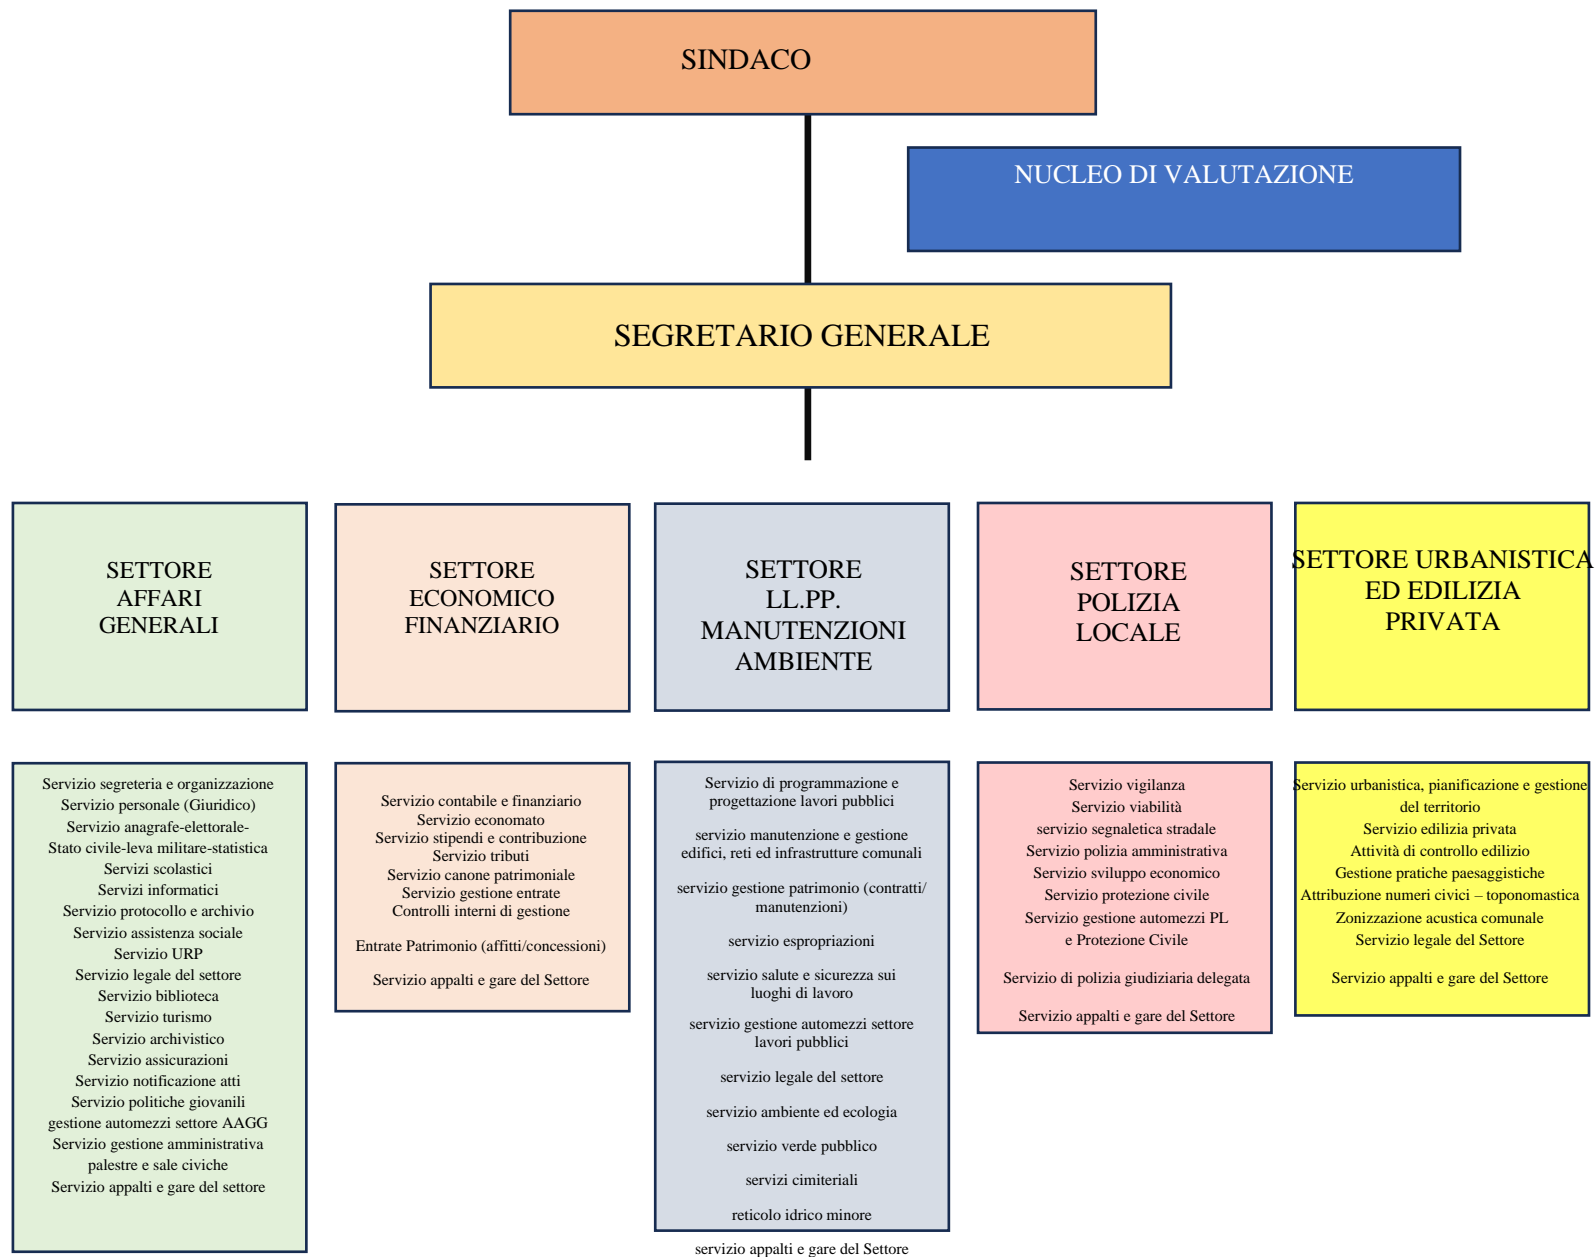 SINDACO
NUCLEO DI VALUTAZIONE
SEGRETARIO GENERALE
SETTORE
AFFARI
GENERALI
SETTORE
ECONOMICO
FINANZIARIO
SETTORE
LL.PP.
MANUTENZIONI
AMBIENTE
SETTORE
POLIZIA
LOCALE
SETTORE URBANISTICA
ED EDILIZIA
PRIVATA
Servizio segreteria e organizzazione
Servizio personale (Giuridico)
Servizio anagrafe-elettorale-
Stato civile-leva militare-statistica
Servizi scolastici
Servizi informatici
Servizio protocollo e archivio
Servizio assistenza sociale
Servizio URP
Servizio legale del settore
Servizio biblioteca
Servizio turismo
Servizio archivistico
Servizio assicurazioni
Servizio notificazione atti
Servizio politiche giovanili
gestione automezzi settore AAGG
Servizio gestione amministrativa
palestre e sale civiche
Servizio appalti e gare del settore
Servizio contabile e finanziario
Servizio economato
Servizio stipendi e contribuzione
Servizio tributi
Servizio canone patrimoniale
Servizio gestione entrate
Controlli interni di gestione
Entrate Patrimonio (affitti/concessioni)
Servizio appalti e gare del Settore
Servizio di programmazione e
progettazione lavori pubblici
servizio manutenzione e gestione
edifici, reti ed infrastrutture comunali
servizio gestione patrimonio (contratti/
manutenzioni)
servizio espropriazioni
servizio salute e sicurezza sui
luoghi di lavoro
servizio gestione automezzi settore
lavori pubblici
servizio legale del settore
servizio ambiente ed ecologia
servizio verde pubblico
servizi cimiteriali
reticolo idrico minore
servizio appalti e gare del Settore
Servizio vigilanza
Servizio viabilità
servizio segnaletica stradale
Servizio polizia amministrativa
Servizio sviluppo economico
Servizio protezione civile
Servizio gestione automezzi PL
e Protezione Civile
Servizio di polizia giudiziaria delegata
Servizio appalti e gare del Settore
Servizio urbanistica, pianificazione e gestione
del territorio
Servizio edilizia privata
Attività di controllo edilizio
Gestione pratiche paesaggistiche
Attribuzione numeri civici – toponomastica
Zonizzazione acustica comunale
Servizio legale del Settore
Servizio appalti e gare del Settore